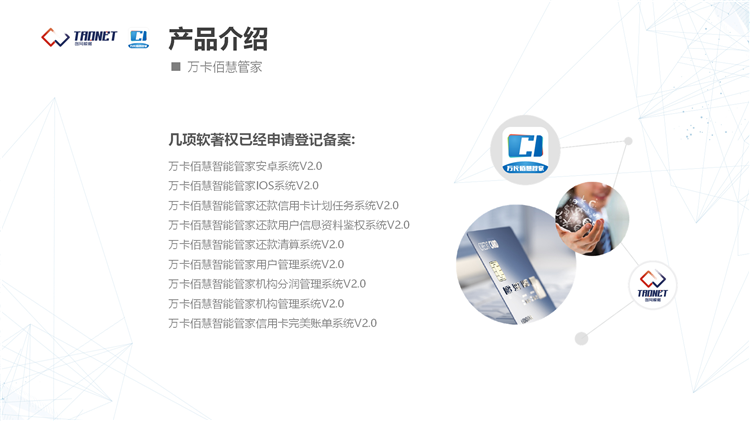 TAONET
产品介绍
万卡佰慧管家
几项软著权已经申请登记备案:
万卡佰慧智能管家安卓系统V2.0
万卡佰慧智能管家IOS系统V2.0
万卡佰慧智能管家还款信用卡计划任务系统V2.0
万卡佰慧智能管家还款用户信息资料鉴权系统V2.0
万卡佰慧智能管家还款清算系统V2.0
万卡佰慧智能管家用户管理系统V2.0
万卡佰慧智能管家机构分润管理系统V2.0
万卡佰慧智能管家机构管理系统V2.0
万卡佰慧智能管家信用卡完美账单系统V2.0
万卡佰慧管家
TAONET